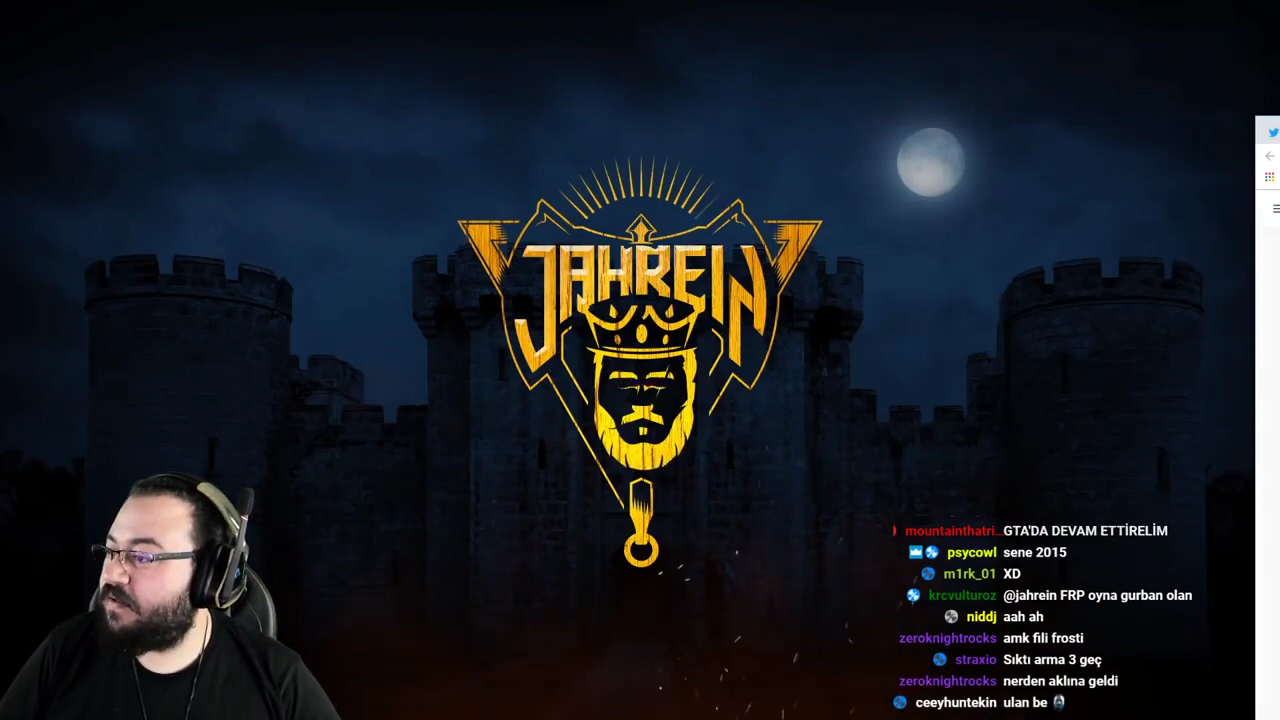 JAHREIN
mountainthatri...GTA'DA DEVAM ETTİRELİM
psycowl sene 2015
m1rk_01 XD
krcvulturoz @jahrein FRP oyna gurban olan
niddj aah ah
zeroknightrocks amk fili frosti
straxio Sıktı arma 3 geç
zeroknightrocks nerden aklına geldi
ceeyhuntekin ulan be